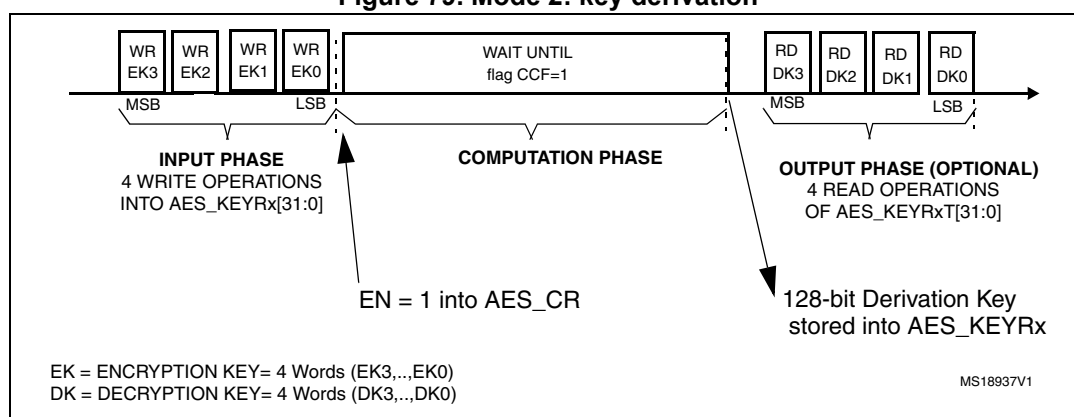 Figure 79. Mode 2: key derivation
WR EK3
WR EK2
WR EK1
WR EK0
WAIT UNTIL
flag CCF=1
RD DK3
RD DK2
RD DK1
RD DK0
MSB
LSB
MSB
LSB
INPUT PHASE
4 WRITE OPERATIONS
INTO AES_KEYRx[31:0]
COMPUTATION PHASE
OUTPUT PHASE (OPTIONAL)
4 READ OPERATIONS
OF AES_KEYRxT[31:0]
EN = 1 into AES_CR
128-bit Derivation Key
stored into AES_KEYRx
EK = ENCRYPTION KEY= 4 Words (EK3,..,EK0)
DK = DECRYPTION KEY= 4 Words (DK3,..,DK0)
MS18937V1